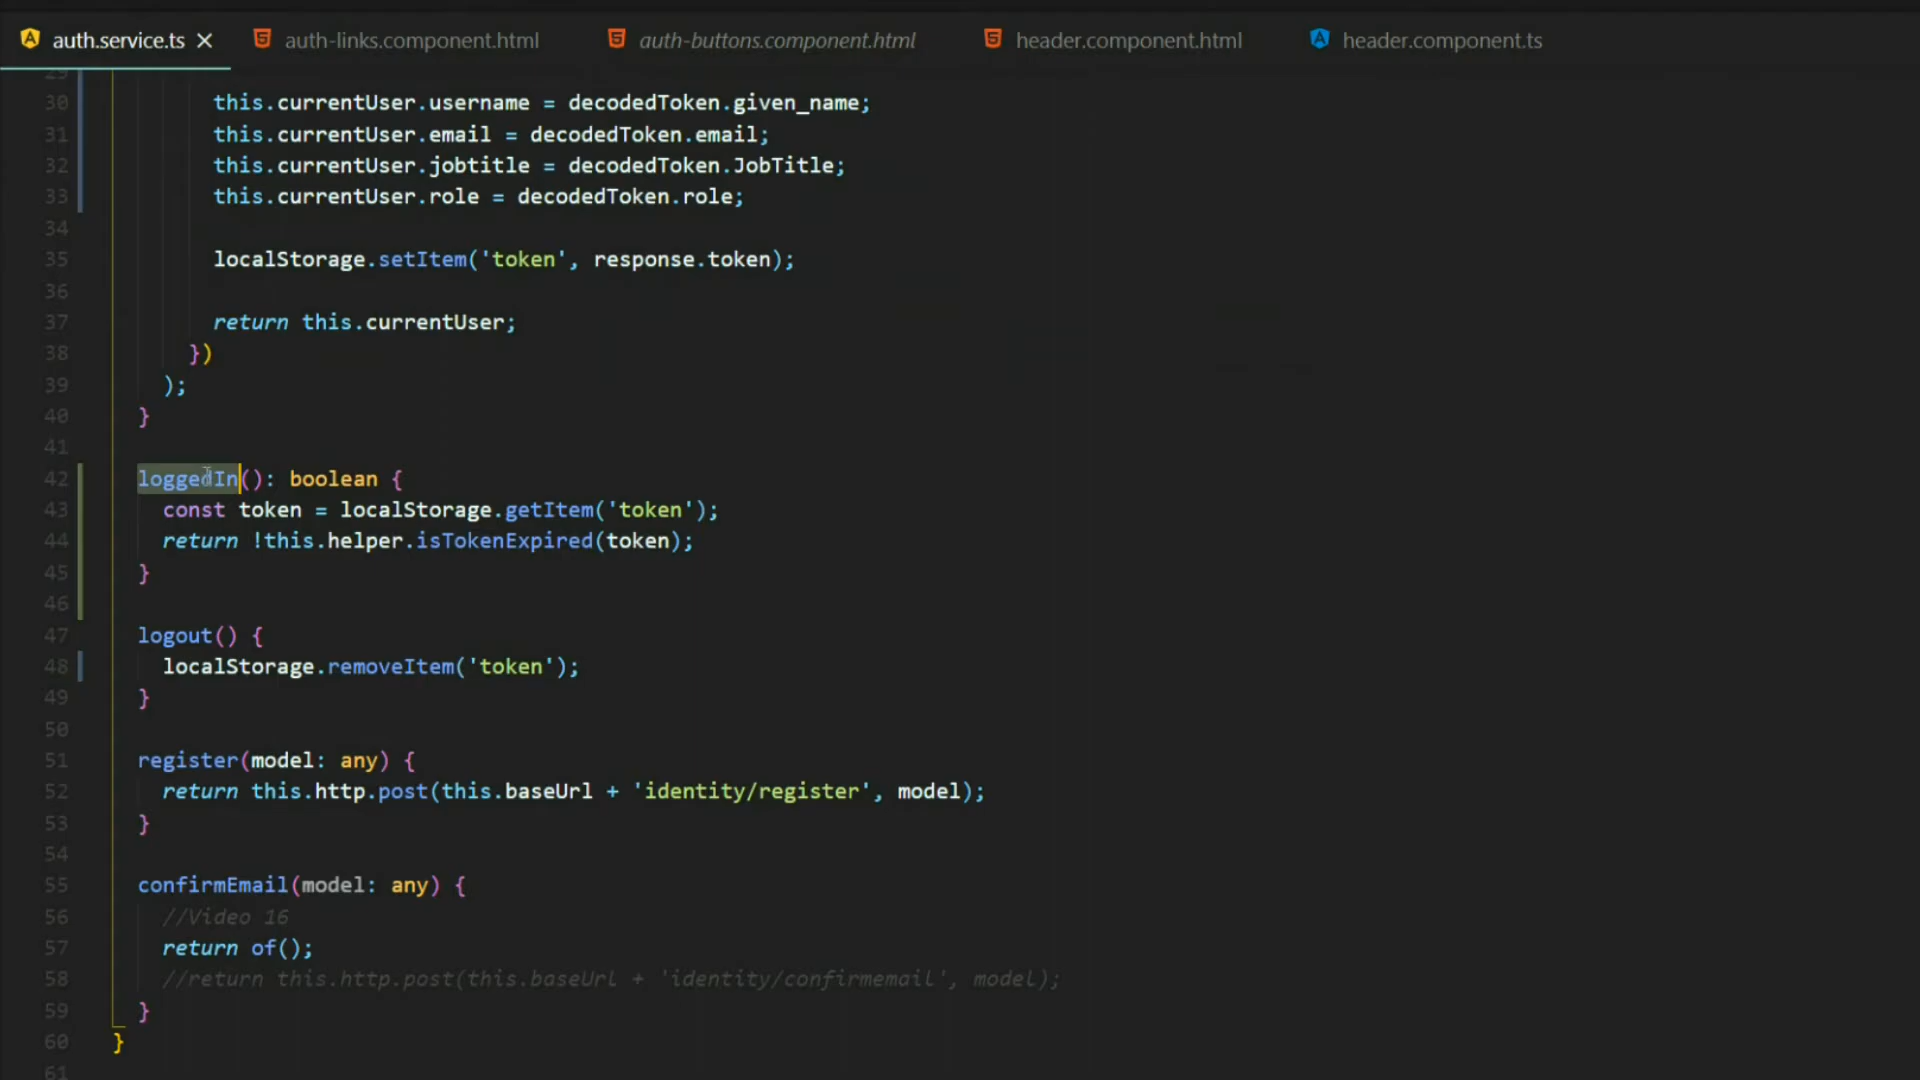 auth.service.ts auth-links.component.html auth-buttons.component.html header.component.html header.component.ts
29
30 this.currentUser.username = decodedToken.given_name;
31 this.currentUser.email = decodedToken.email;
32 this.currentUser.jobtitle = decodedToken.JobTitle;
33 this.currentUser.role = decodedToken.role;
34
35 localStorage.setItem('token', response.token);
36
37 return this.currentUser;
38 })
39 );
40 }
41
42 loggedIn(): boolean {
43 const token = localStorage.getItem('token');
44 return !this.helper.isTokenExpired(token);
45 }
46
47 logout() {
48 localStorage.removeItem('token');
49 }
50
51 register(model: any) {
52 return this.http.post(this.baseUrl + 'identity/register', model);
53 }
54
55 confirmEmail(model: any) {
56 //Video 16
57 return of();
58 //return this.http.post(this.baseUrl + 'identity/confirmemail', model);
59 }
60 }
61